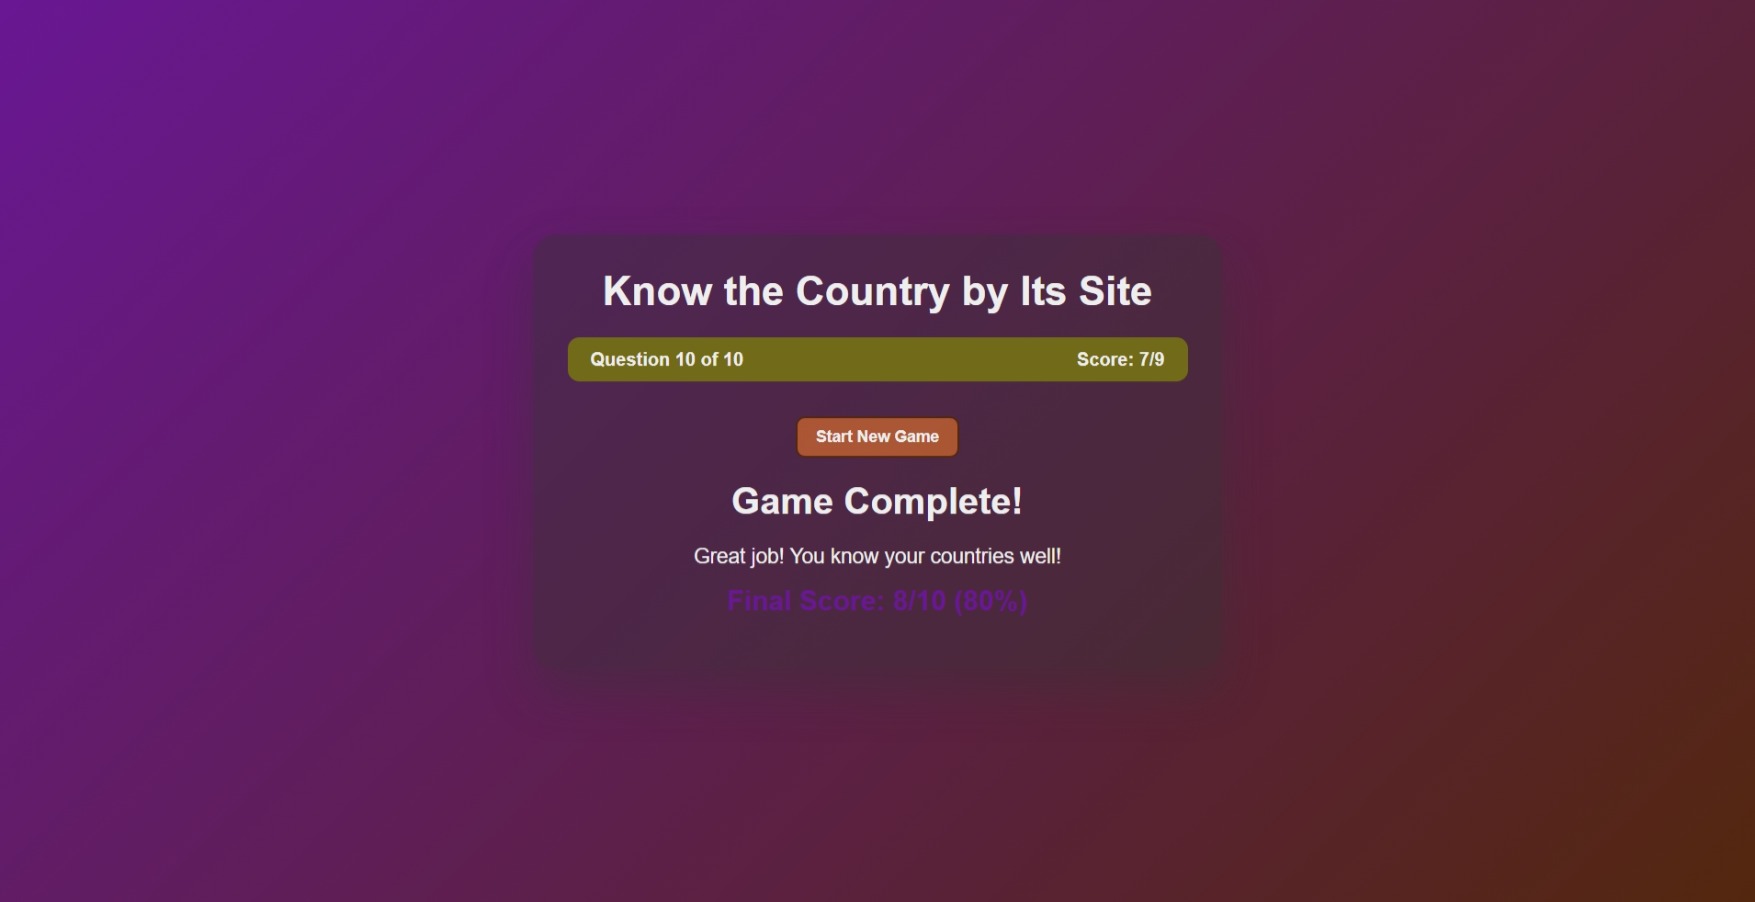 Know the Country by Its Site
Question 10 of 10 Score: 7/9
Start New Game
Game Complete!
Great job! You know your countries well!
Final Score: 8/10 (80%)